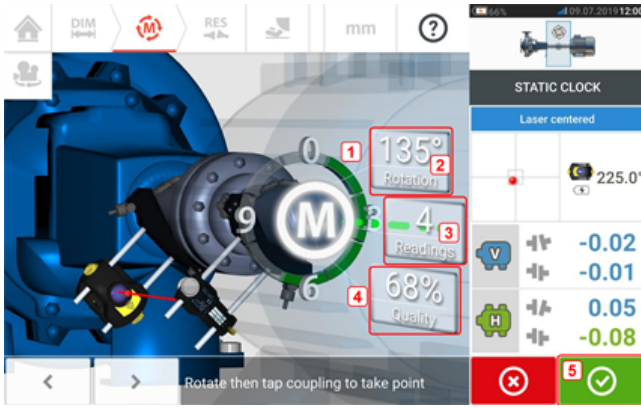 DIM
M
RES
mm
?
66%
09.07.2019 12:00
STATIC CLOCK
Laser centered
225.0°
0
1
135°
2
Rotation
9
M
3
4
3
Readings
6
4
68%
Quality
V
-0.02
-0.01
H
0.05
-0.08
Rotate then tap coupling to take point
5